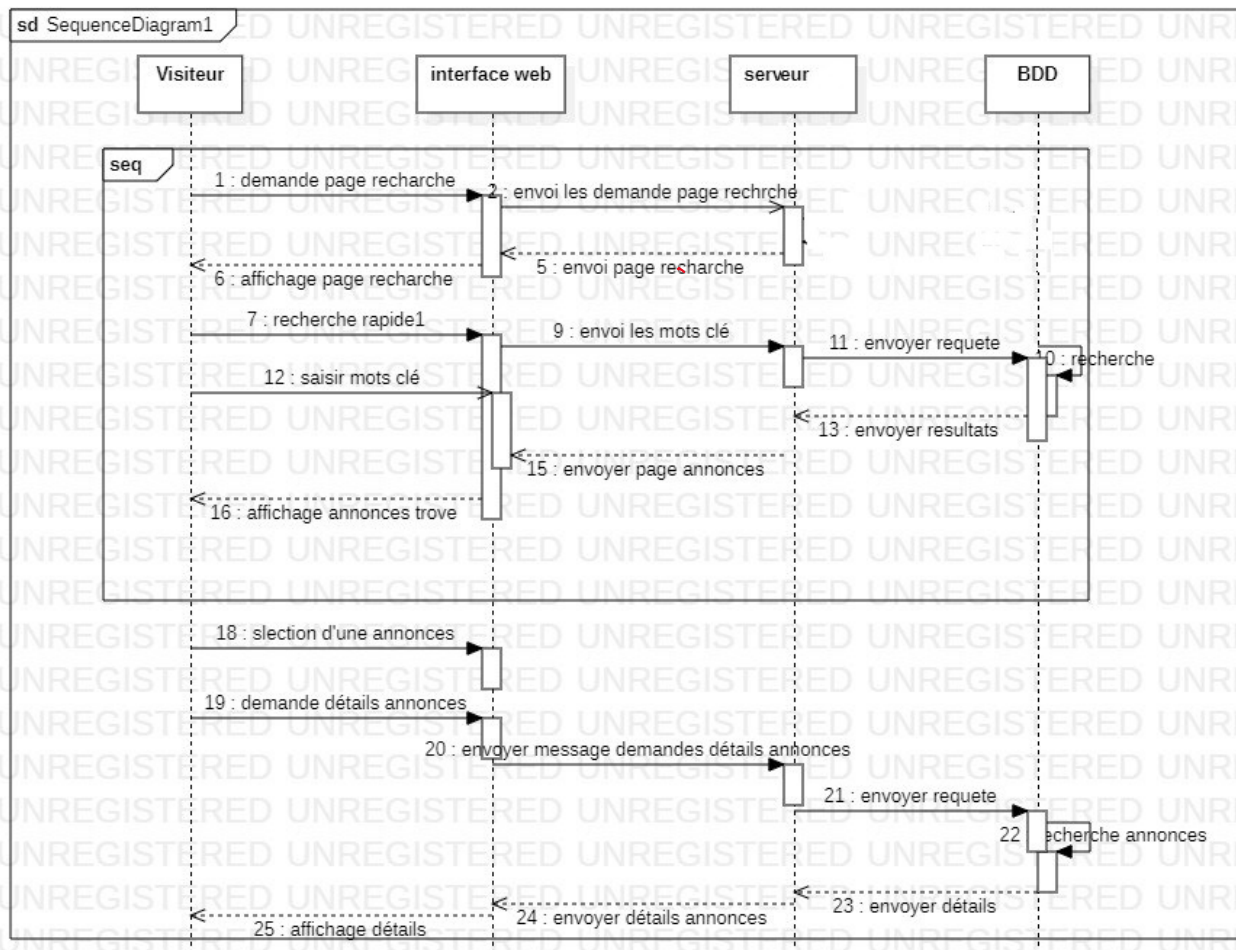 sd SequenceDiagram1
Visiteur
interface web
serveur
BDD
seq
1 : demande page recharche
2 : envoi les demande page rechrche
5 : envoi page recharche
6 : affichage page recharche
7 : recherche rapide1
9 : envoi les mots clé
11 : envoyer requete
0 : recherche
12 : saisir mots clé
13 : envoyer resultats
15 : envoyer page annonces
16 : affichage annonces trove
18 : slection d'une annonces
19 : demande détails annonces
20 : envoyer message demandes détails annonces
21 : envoyer requete
22 echerche annonces
23 : envoyer détails
24 : envoyer détails annonces
25 : affichage détails
UNREGISTERED UNREGISTERED UNREGISTERED UNREGISTERED